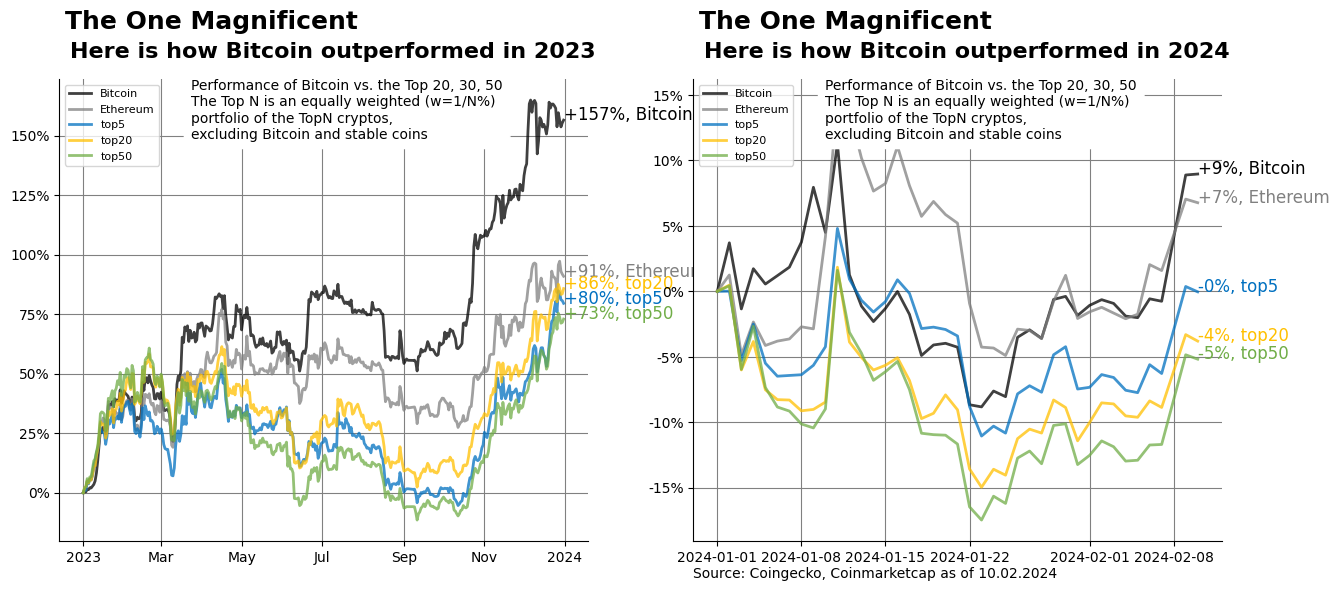 The One Magnificent
Here is how Bitcoin outperformed in 2023
Bitcoin
Ethereum
top5
top20
top50
Performance of Bitcoin vs. the Top 20, 30, 50
The Top N is an equally weighted (w=1/N%)
portfolio of the TopN cryptos,
excluding Bitcoin and stable coins
150%
125%
100%
75%
50%
25%
0%
+157%, Bitcoin
+91%, Ethereum
+86%, top20
+80%, top5
+73%, top50
2023
Mar
May
Jul
Sep
Nov
2024
The One Magnificent
Here is how Bitcoin outperformed in 2024
Bitcoin
Ethereum
top5
top20
top50
Performance of Bitcoin vs. the Top 20, 30, 50
The Top N is an equally weighted (w=1/N%)
portfolio of the TopN cryptos,
excluding Bitcoin and stable coins
15%
10%
5%
0%
-5%
-10%
-15%
+9%, Bitcoin
+7%, Ethereum
-0%, top5
-4%, top20
-5%, top50
2024-01-01
2024-01-08
2024-01-15
2024-01-22
2024-02-01
2024-02-08
Source: Coingecko, Coinmarketcap as of 10.02.2024